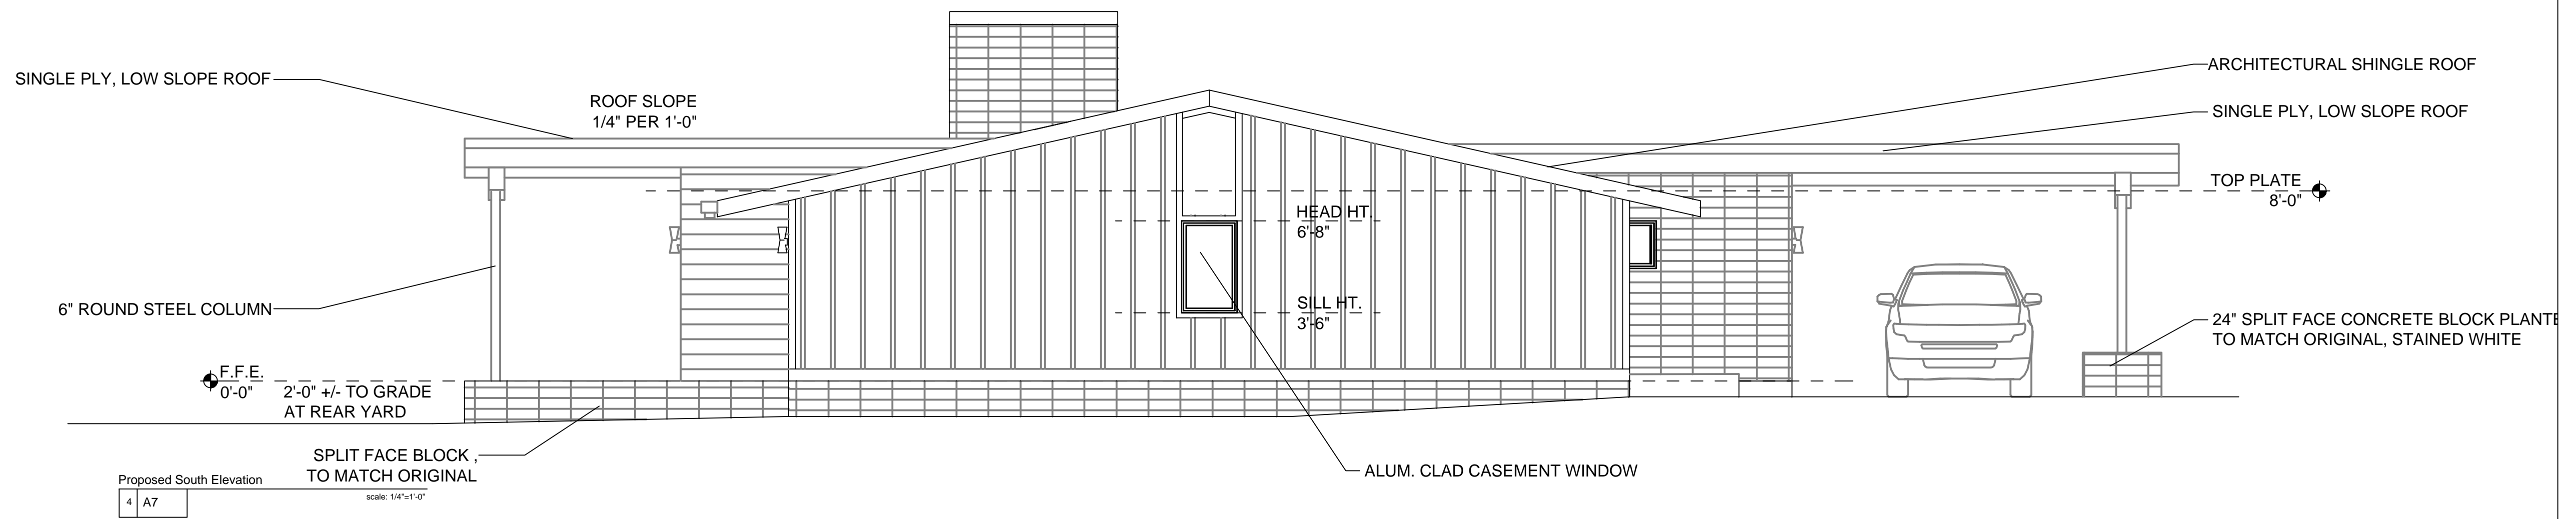 SINGLE PLY, LOW SLOPE ROOF
ROOF SLOPE
1/4" PER 1'-0"
ARCHITECTURAL SHINGLE ROOF
SINGLE PLY, LOW SLOPE ROOF
TOP PLATE
8'-0"
HEAD HT.
6'-8"
6" ROUND STEEL COLUMN
SILL HT.
3'-6"
24" SPLIT FACE CONCRETE BLOCK PLANTE
TO MATCH ORIGINAL, STAINED WHITE
F.F.E.
0'-0"
2'-0" +/- TO GRADE
AT REAR YARD
SPLIT FACE BLOCK ,
TO MATCH ORIGINAL
ALUM. CLAD CASEMENT WINDOW
Proposed South Elevation
scale: 1/4"=1'-0"
4 A7